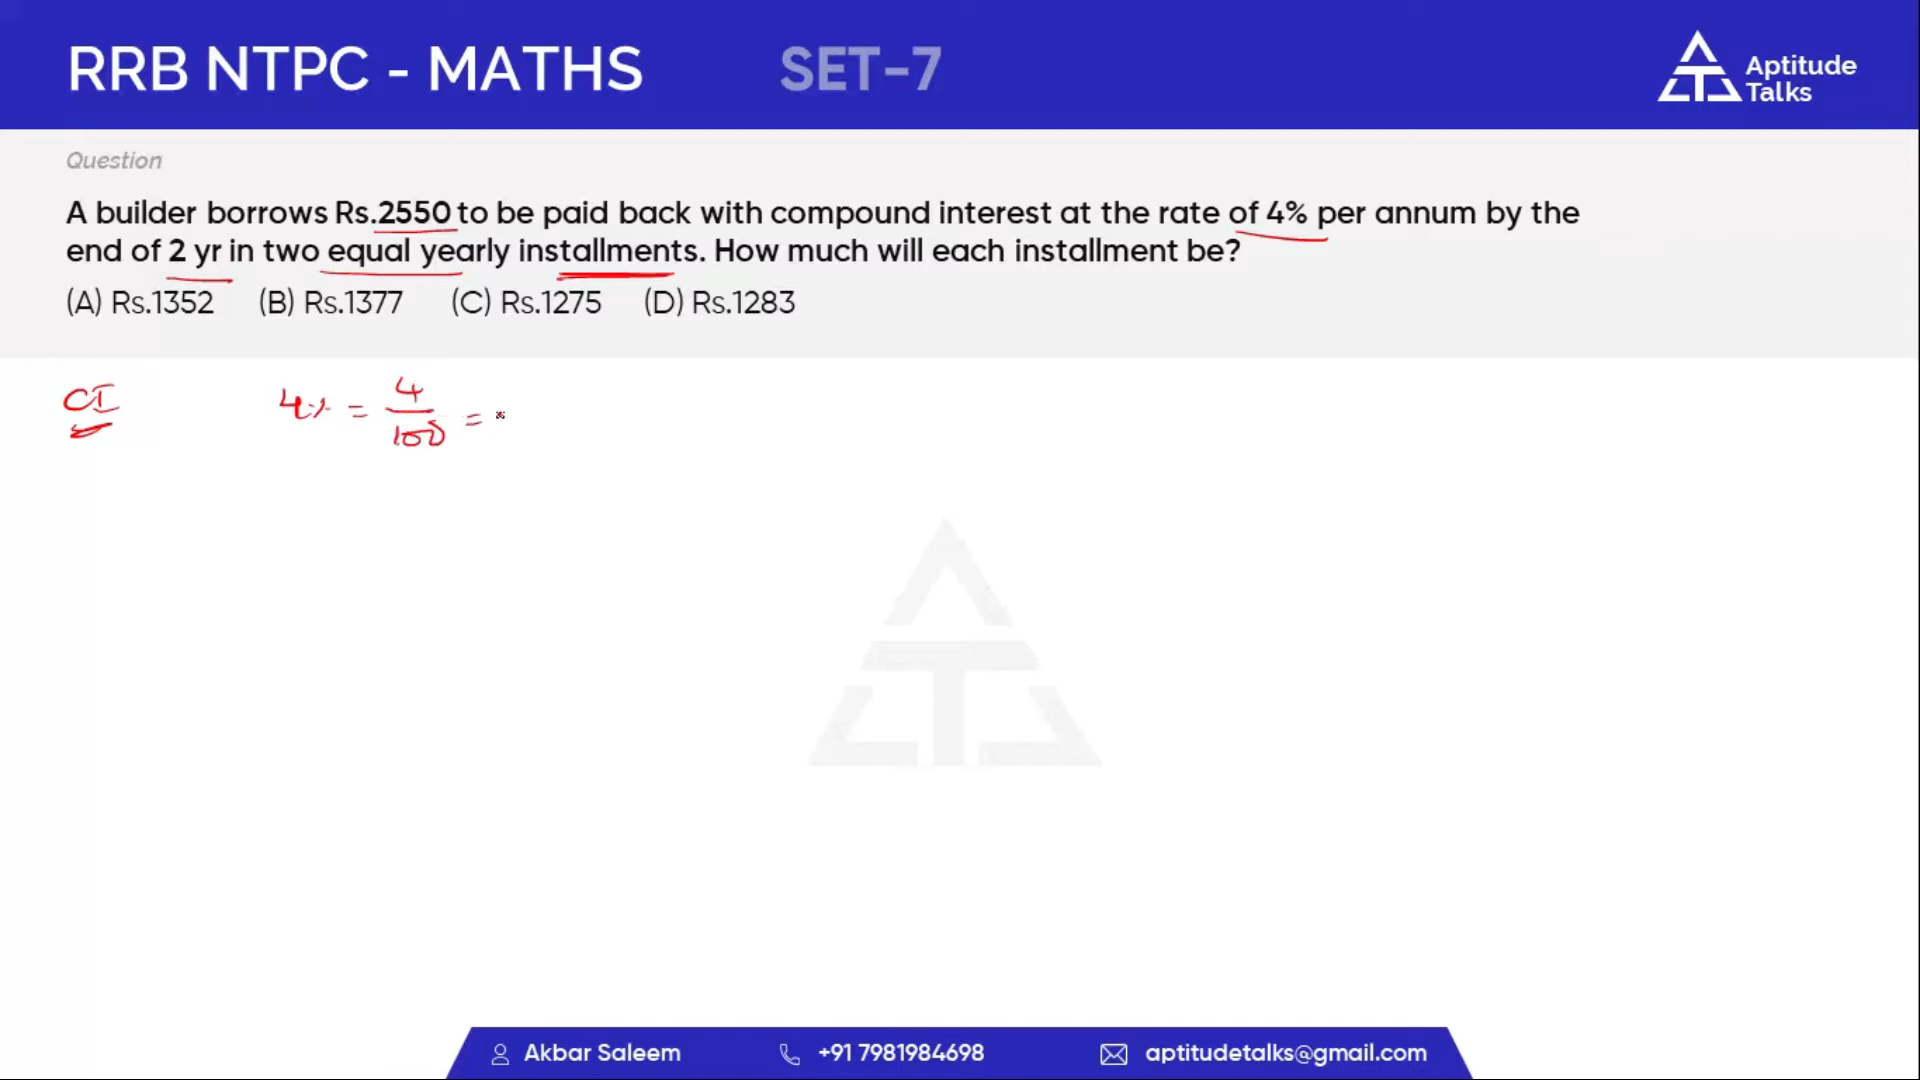 RRB NTPC - MATHS SET-7
Aptitude
Talks
Question
A builder borrows Rs.2550 to be paid back with compound interest at the rate of 4% per annum by the
end of 2 yr in two equal yearly installments. How much will each installment be?
(A) Rs.1352 (B) Rs.1377 (C) Rs.1275 (D) Rs.1283
CI 4% = 4/100 =
Akbar Saleem +91 7981984698 aptitudetalks@gmail.com